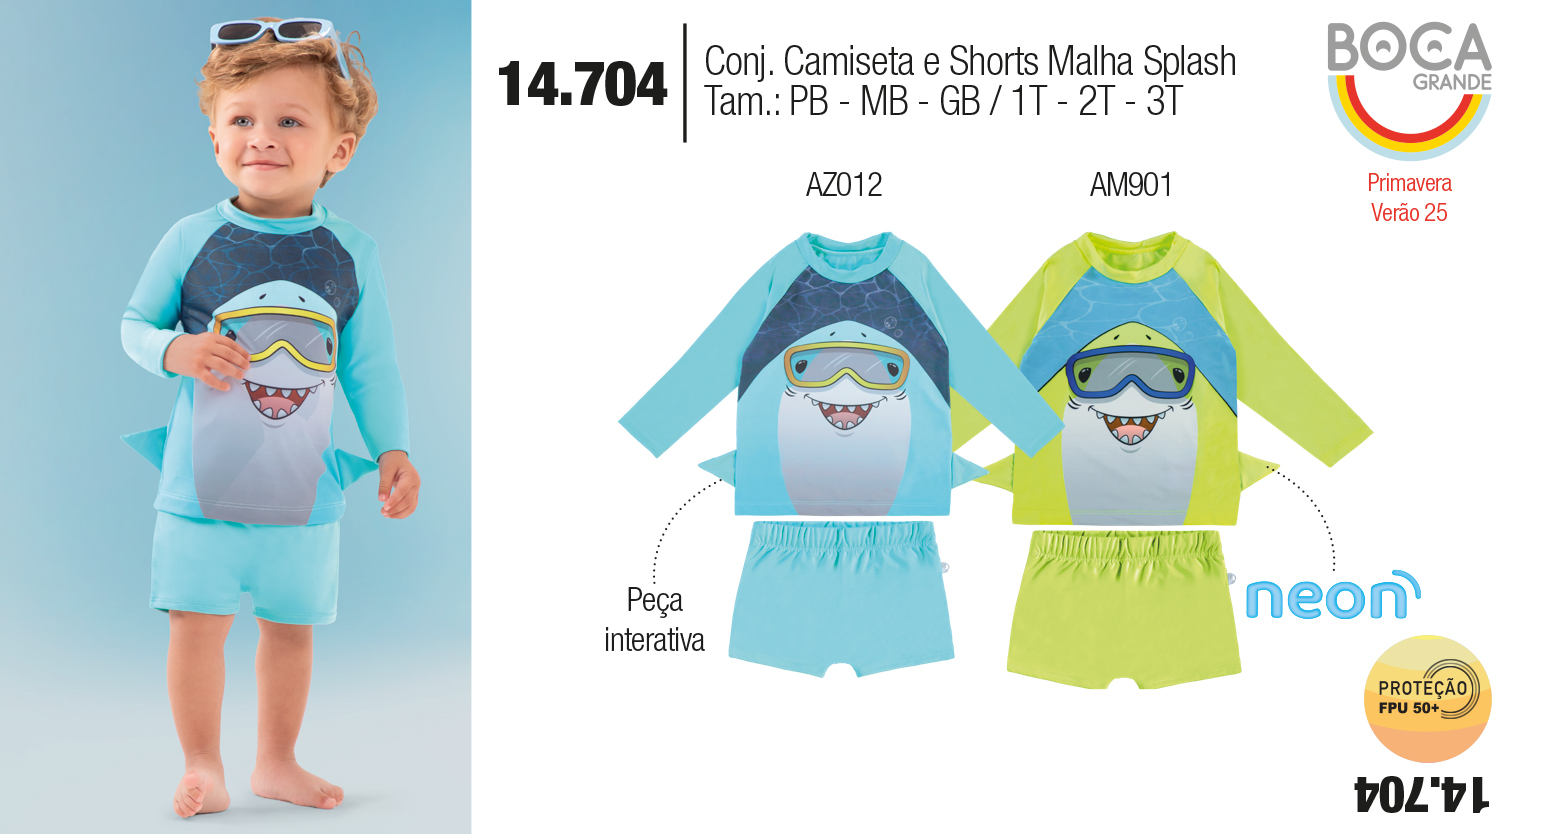 14.704
Conj. Camiseta e Shorts Malha Splash
Tam.: PB - MB - GB / 1T - 2T - 3T
BOCA
GRANDE
Primavera
Verão 25
AZ012
AM901
Peça
interativa
neon
PROTEÇÃO
FPU 50+
14.704